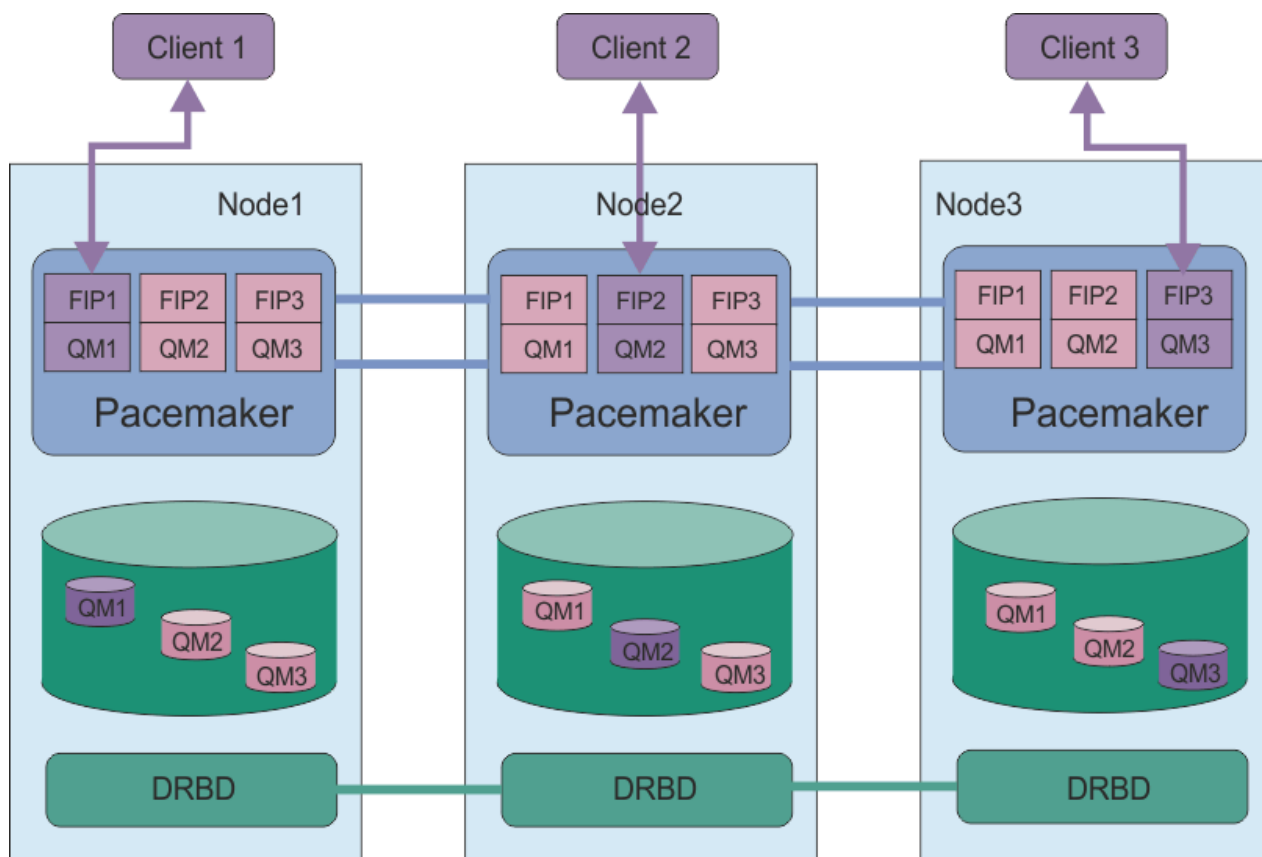 Client 1
Client 2
Client 3
Node1
Node2
Node3
FIP1 FIP2 FIP3
QM1 QM2 QM3
Pacemaker
FIP1 FIP2 FIP3
QM1 QM2 QM3
Pacemaker
FIP1 FIP2 FIP3
QM1 QM2 QM3
Pacemaker
QM1
QM2
QM3
QM1
QM2
QM3
QM1
QM2
QM3
DRBD
DRBD
DRBD